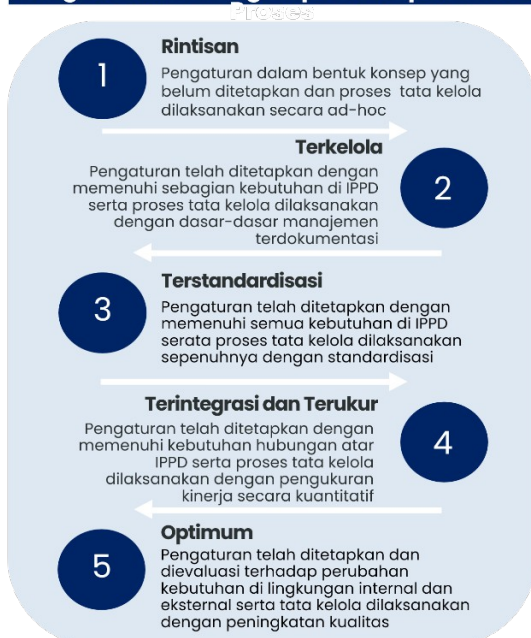 Proses
1
Rintisan
Pengaturan dalam bentuk konsep yang
belum ditetapkan dan proses tata kelola
dilaksanakan secara ad-hoc
Terkelola
Pengaturan telah ditetapkan dengan
memenuhi sebagian kebutuhan di IPPD
serta proses tata kelola dilaksanakan
dengan dasar-dasar manajemen
terdokumentasi
2
Terstandardisasi
3
Pengaturan telah ditetapkan dengan
memenuhi semua kebutuhan di IPPD
serata proses tata kelola dilaksanakan
sepenuhnya dengan standardisasi
Terintegrasi dan Terukur
Pengaturan telah ditetapkan dengan
memenuhi kebutuhan hubungan atar
IPPD serta proses tata kelola
dilaksanakan dengan pengukuran
kinerja secara kuantitatif
4
Optimum
5
Pengaturan telah ditetapkan dan
dievaluasi terhadap perubahan
kebutuhan di lingkungan internal dan
eksternal serta tata kelola dilaksanakan
dengan peningkatan kualitas